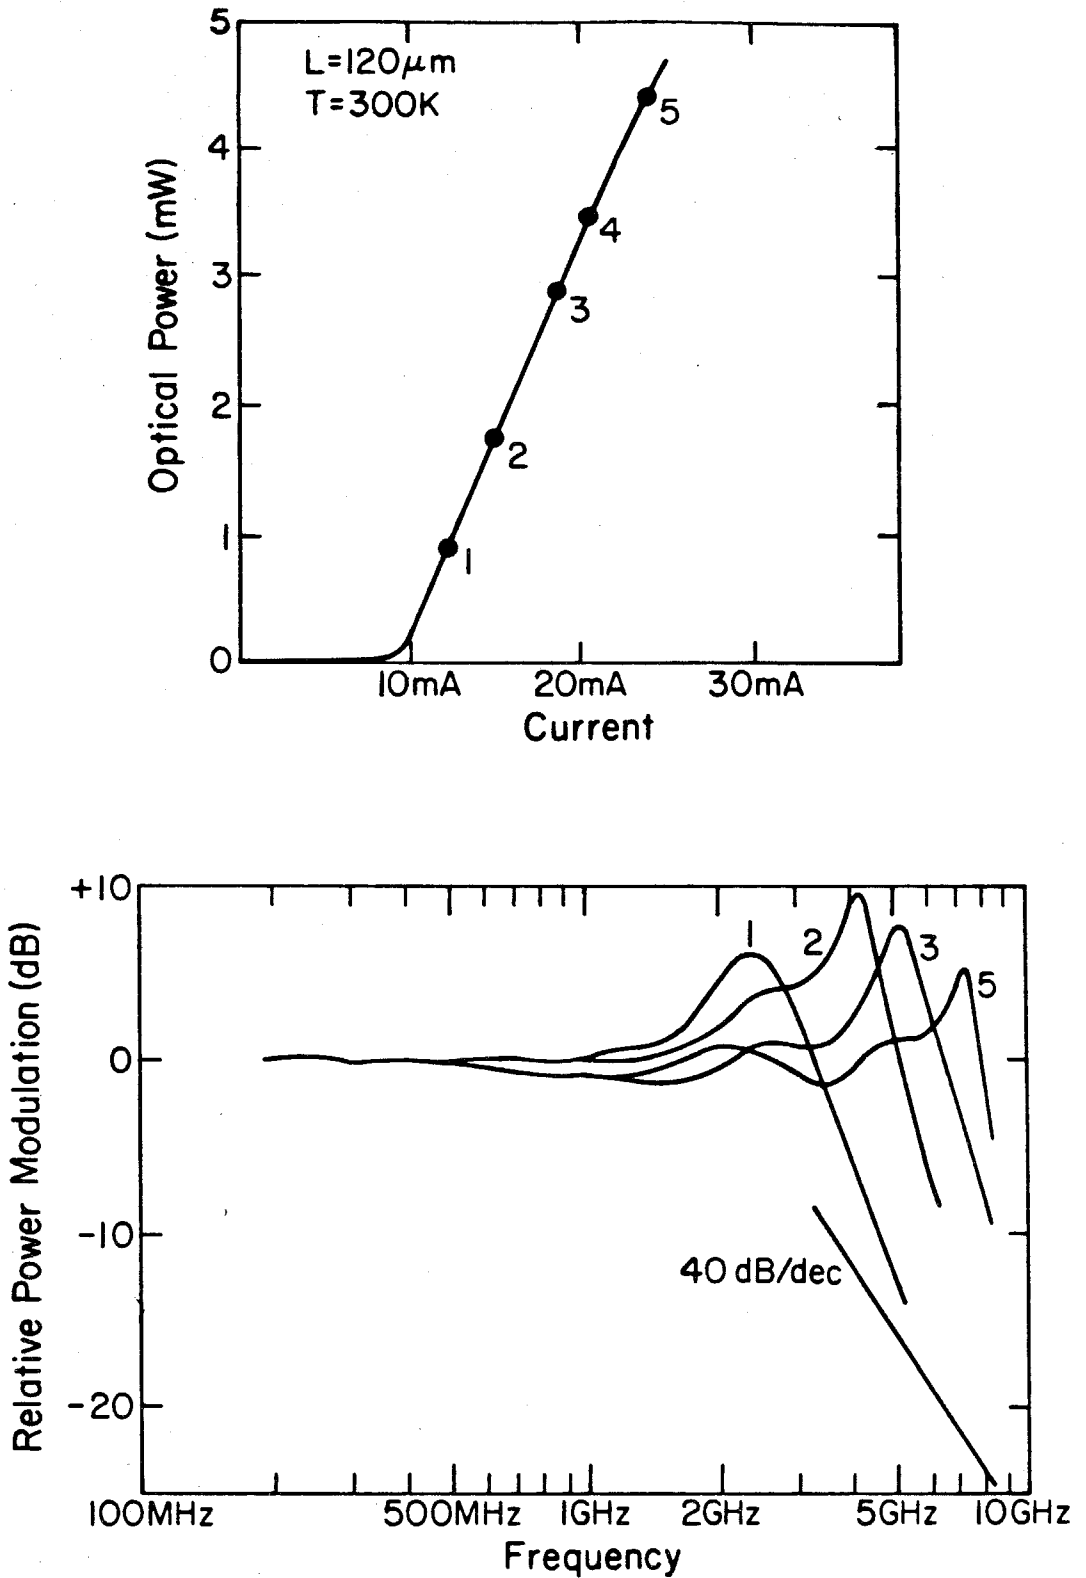 5
L=120μm
T=300K
5
4
4
3
3
2
2
1
1
0
10mA
20mA
30mA
Current
Optical Power (mW)
+10
1
2
3
5
0
-10
40 dB/dec
-20
100MHz
500MHz
1GHz
2GHz
5GHz
10GHz
Frequency
Relative Power Modulation (dB)